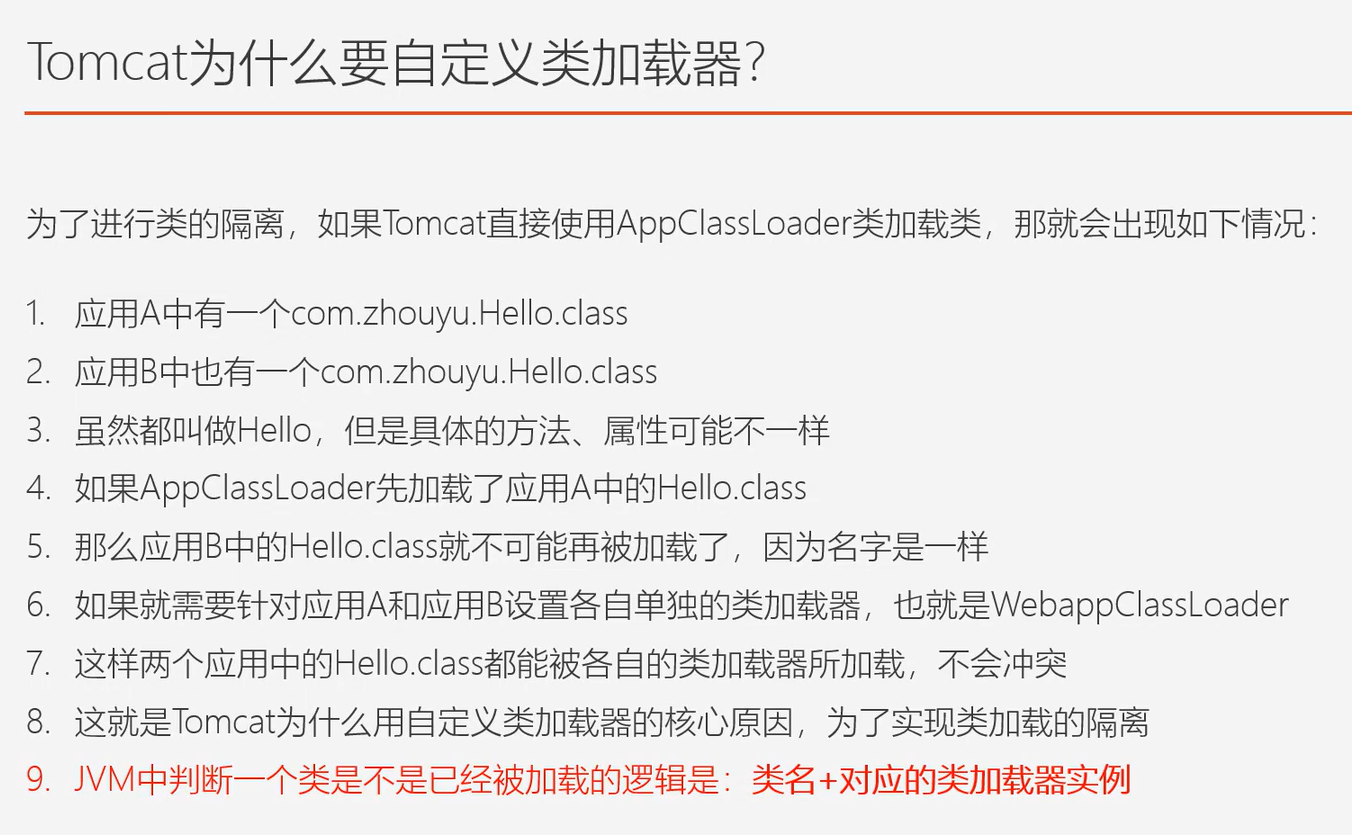 Tomcat为什么要自定义类加载器?
为了进行类的隔离，如果Tomcat直接使用AppClassLoader类加载类，那就会出现如下情况：
1. 应用A中有一个com.zhouyu.Hello.class
2. 应用B中也有一个com.zhouyu.Hello.class
3. 虽然都叫做Hello，但是具体的方法、属性可能不一样
4. 如果AppClassLoader先加载了应用A中的Hello.class
5. 那么应用B中的Hello.class就不可能再被加载了，因为名字是一样
6. 如果就需要针对应用A和应用B设置各自单独的类加载器，也就是WebappClassLoader
7. 这样两个应用中的Hello.class都能被各自的类加载器所加载，不会冲突
8. 这就是Tomcat为什么用自定义类加载器的核心原因，为了实现类加载的隔离
9. JVM中判断一个类是不是已经被加载的逻辑是：类名+对应的类加载器实例